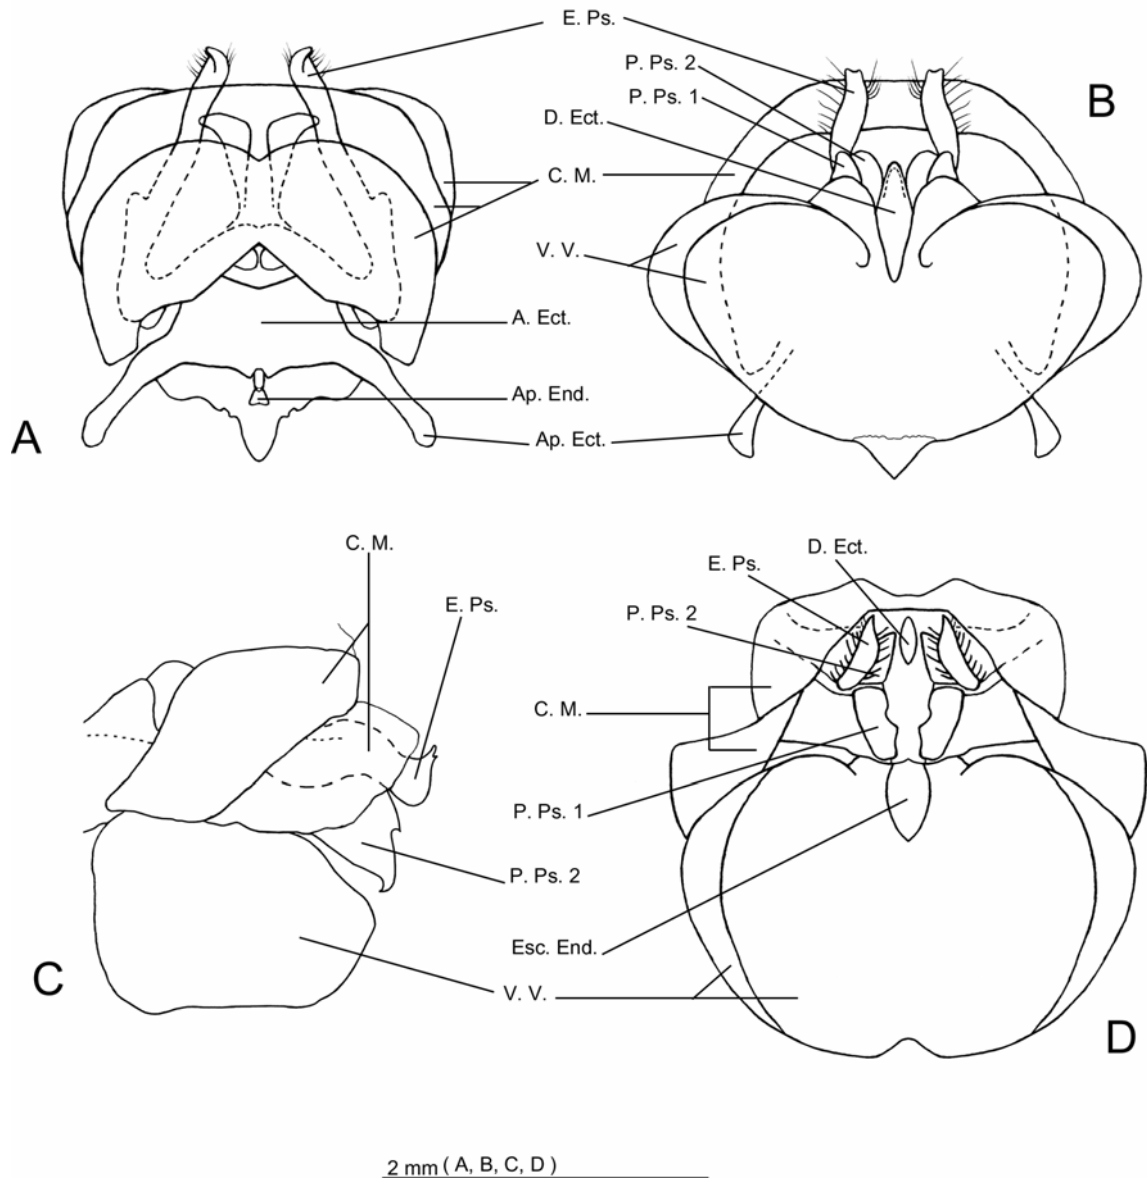 E. Ps.
P. Ps. 2
P. Ps. 1
D. Ect.
C. M.
V. V.
A. Ect.
Ap. End.
Ap. Ect.
A
B
C. M.
E. Ps.
P. Ps. 2
V. V.
C
D. Ect.
E. Ps.
P. Ps. 2
C. M.
P. Ps. 1
Esc. End.
D
2 mm ( A, B, C, D )